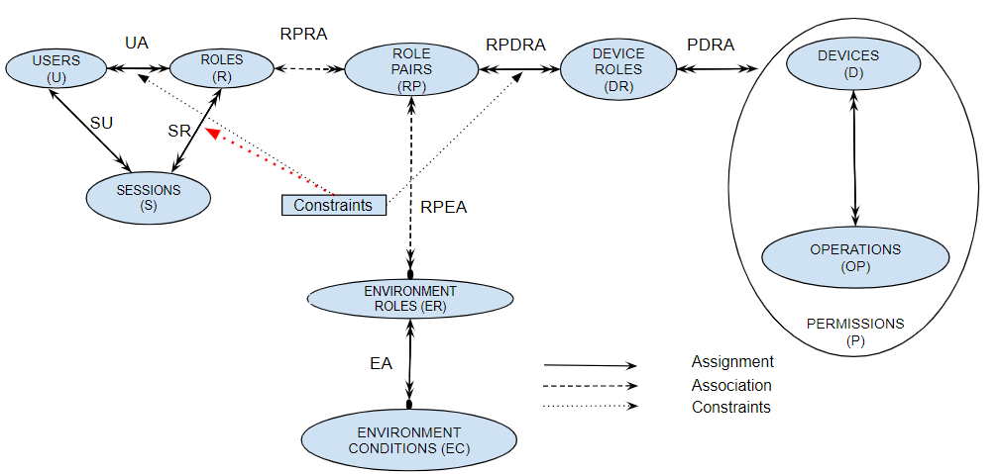 UA
RPRA
RPDRA
PDRA
USERS
(U)
ROLES
(R)
ROLE
PAIRS
(RP)
DEVICE
ROLES
(DR)
DEVICES
(D)
SU
SR
SESSIONS
(S)
Constraints
RPEA
OPERATIONS
(OP)
ENVIRONMENT
ROLES (ER)
PERMISSIONS
(P)
EA
Assignment
Association
Constraints
ENVIRONMENT
CONDITIONS (EC)